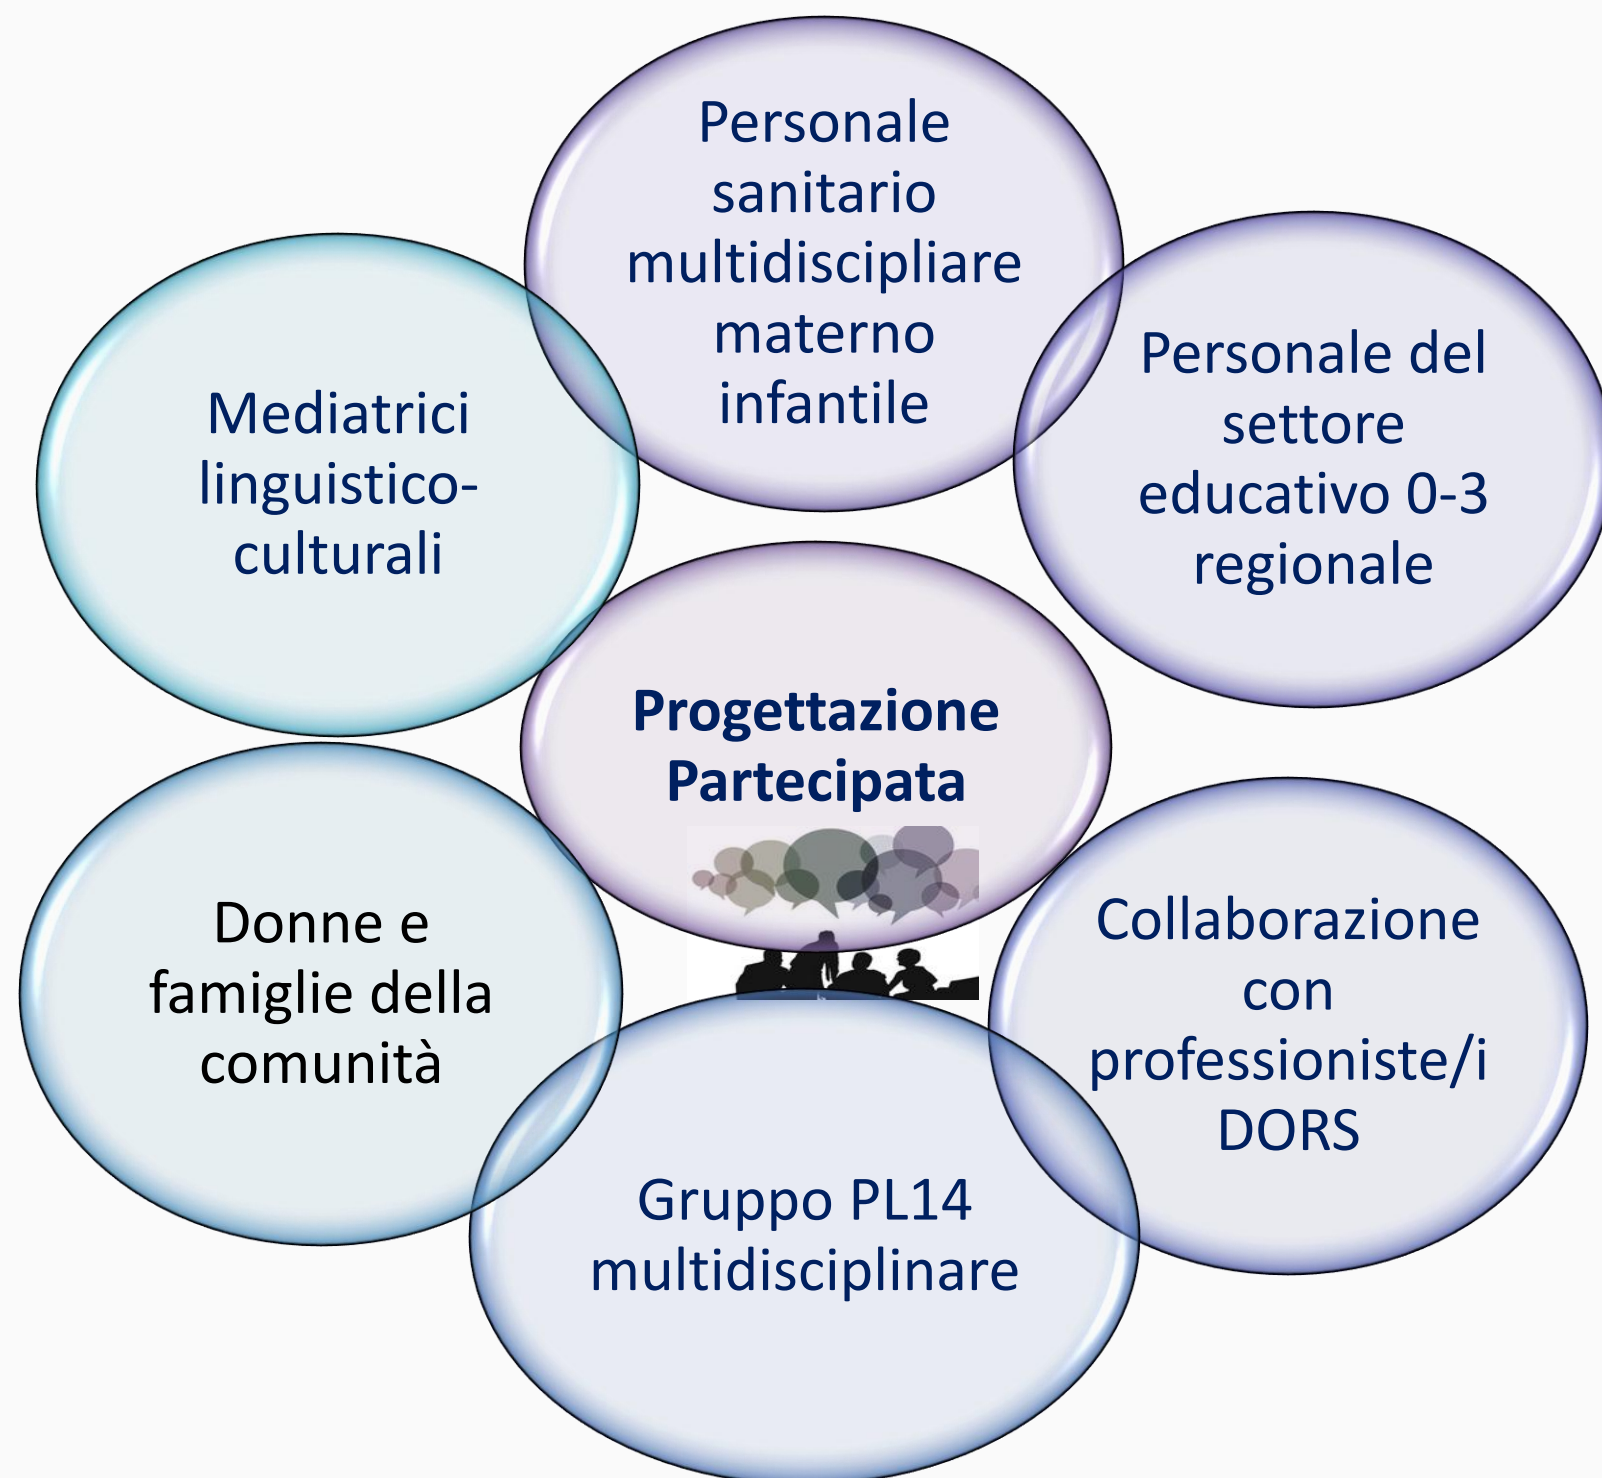 Personale
sanitario
multidiscipliare
materno
infantile
Personale del
settore
educativo 0-3
regionale
Mediatrici
linguistico-
culturali
Progettazione
Partecipata
Donne e
famiglie della
comunità
Collaborazione
con
professioniste/i
DORS
Gruppo PL14
multidisciplinare